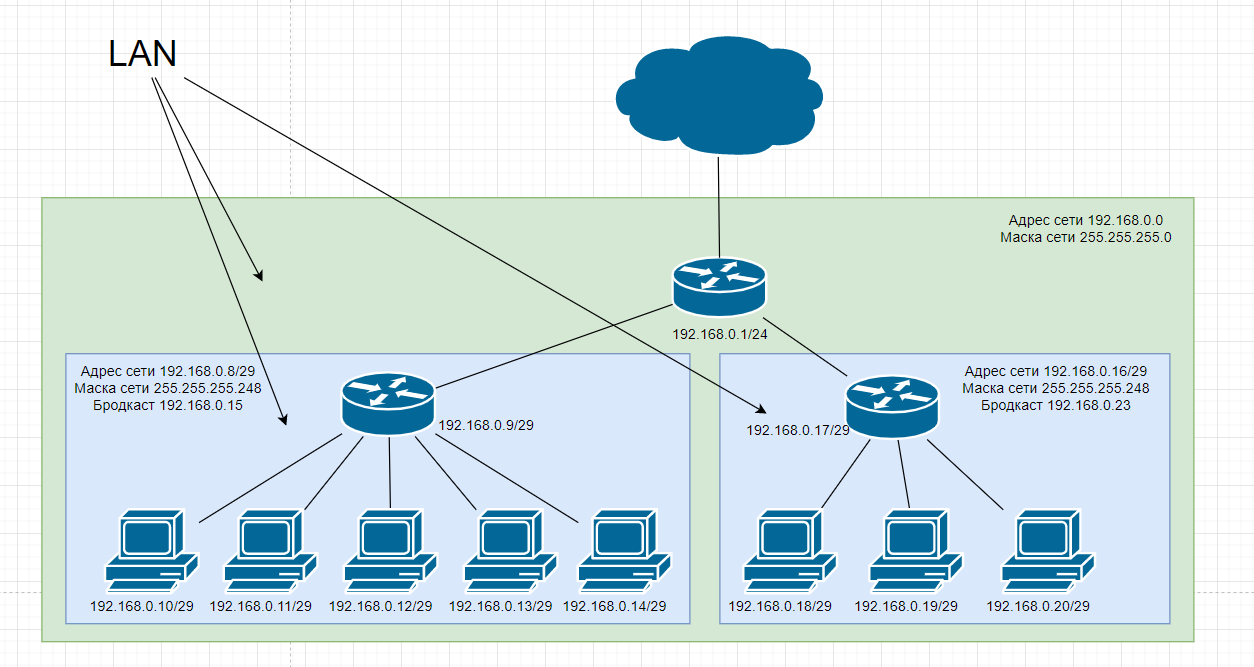 LAN
Адрес сети 192.168.0.0
Маска сети 255.255.255.0
192.168.0.1/24
Адрес сети 192.168.0.8/29
Маска сети 255.255.255.248
Бродкаст 192.168.0.15
192.168.0.9/29
Адрес сети 192.168.0.16/29
Маска сети 255.255.255.248
Бродкаст 192.168.0.23
192.168.0.17/29
192.168.0.10/29
192.168.0.11/29
192.168.0.12/29
192.168.0.13/29
192.168.0.14/29
192.168.0.18/29
192.168.0.19/29
192.168.0.20/29